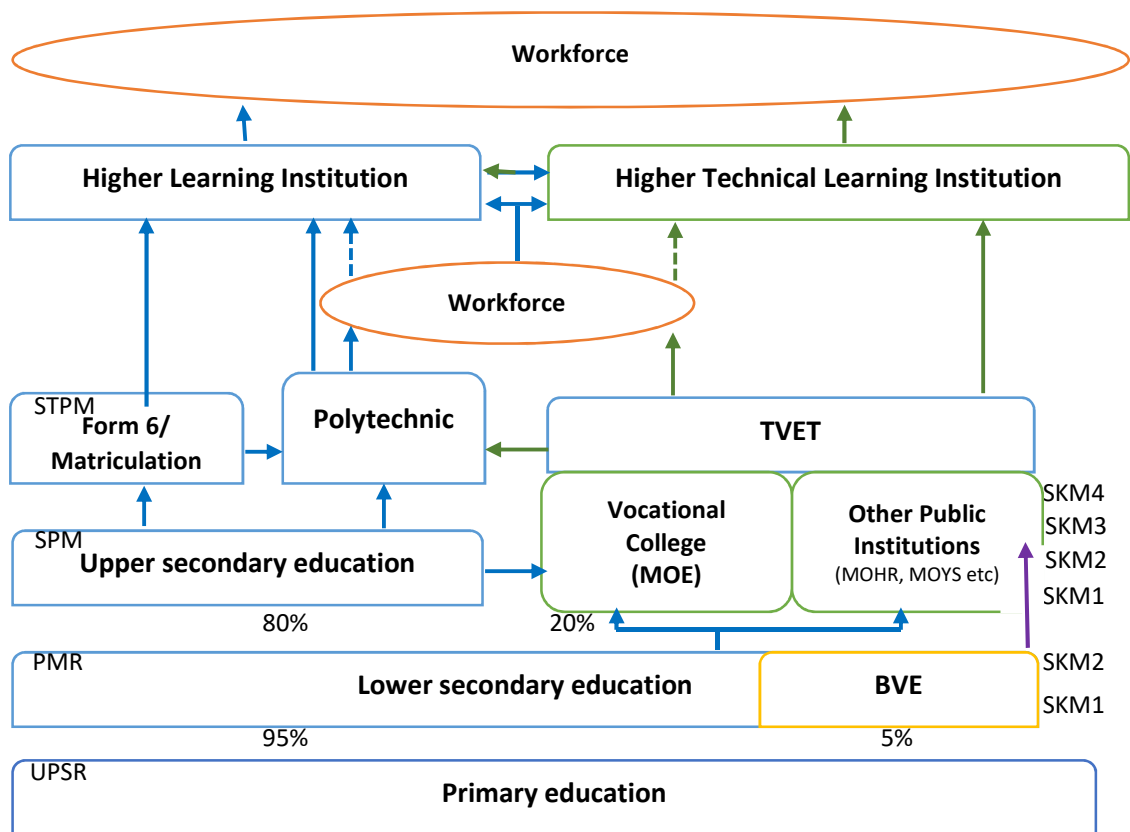 Workforce
Higher Learning Institution
Higher Technical Learning Institution
Workforce
STPM
Form 6/
Matriculation
Polytechnic
TVET
Vocational
College
(MOE)
Other Public
Institutions
(MOHR, MOYS etc)
SKM4
SKM3
SKM2
SKM1
SPM
Upper secondary education
80%
20%
PMR
Lower secondary education
BVE
SKM2
SKM1
95%
5%
UPSR
Primary education